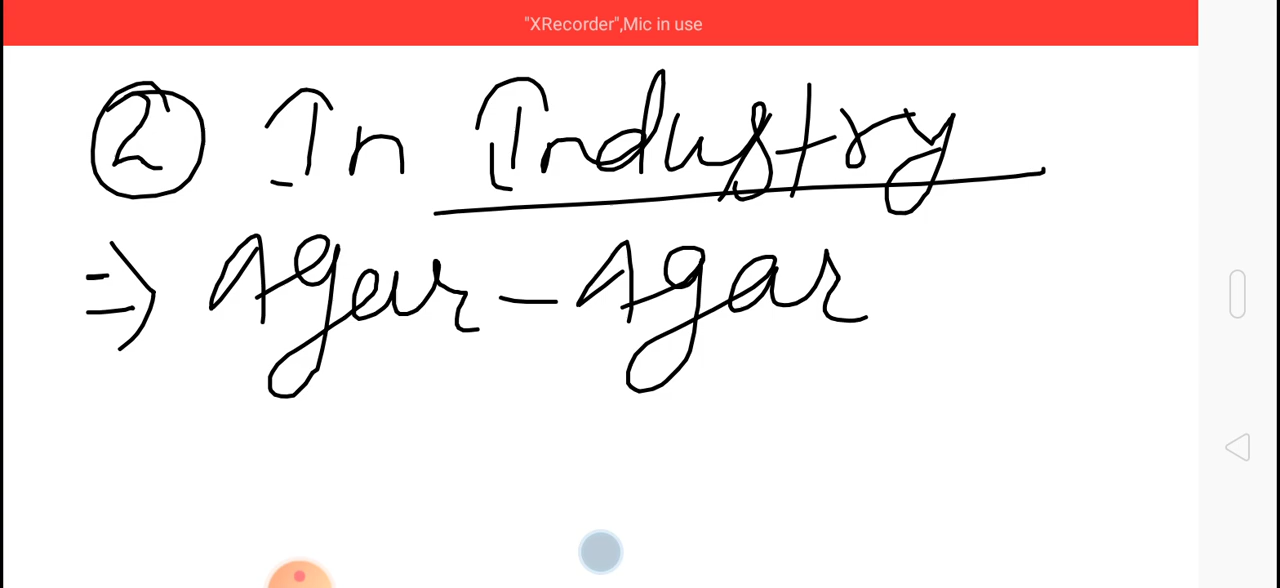 "XRecorder",Mic in use
② In Industry
⇒ Agar-Agar